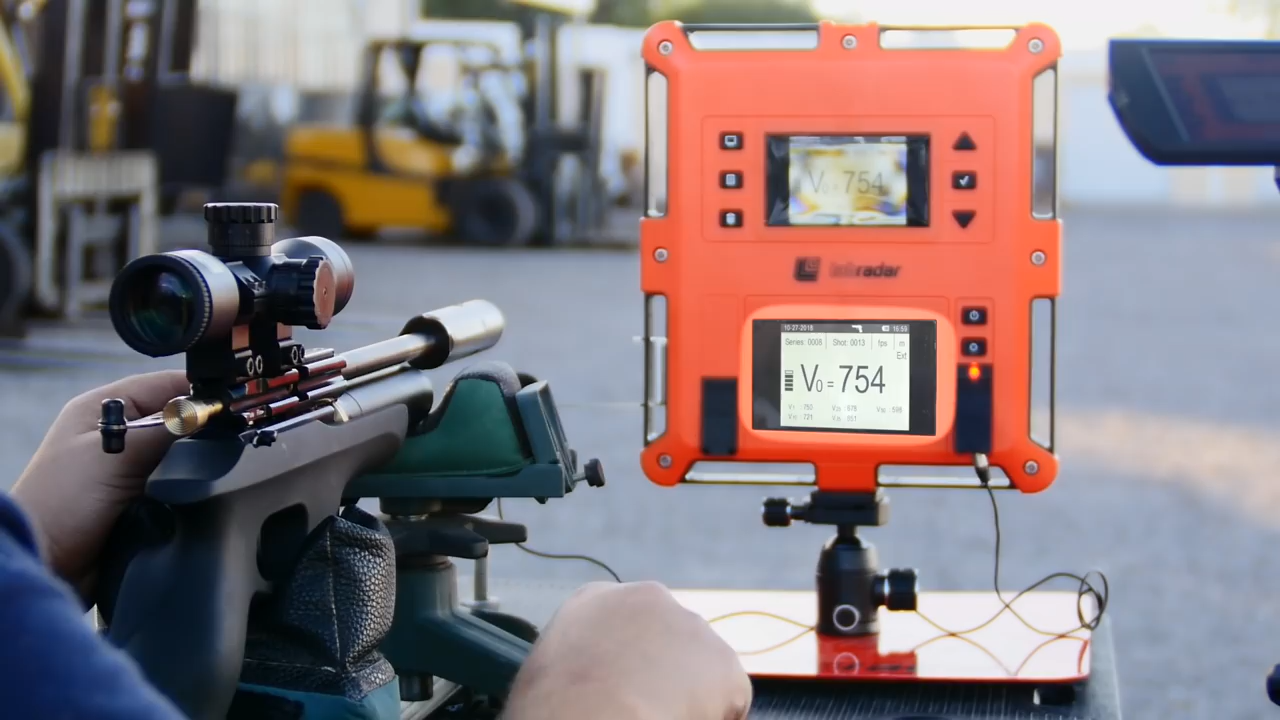 V₀ 754
labradar
10-27-2018 16:55
Series: 0008 Shot: 0013 fps m
Ext
V₀ = 754